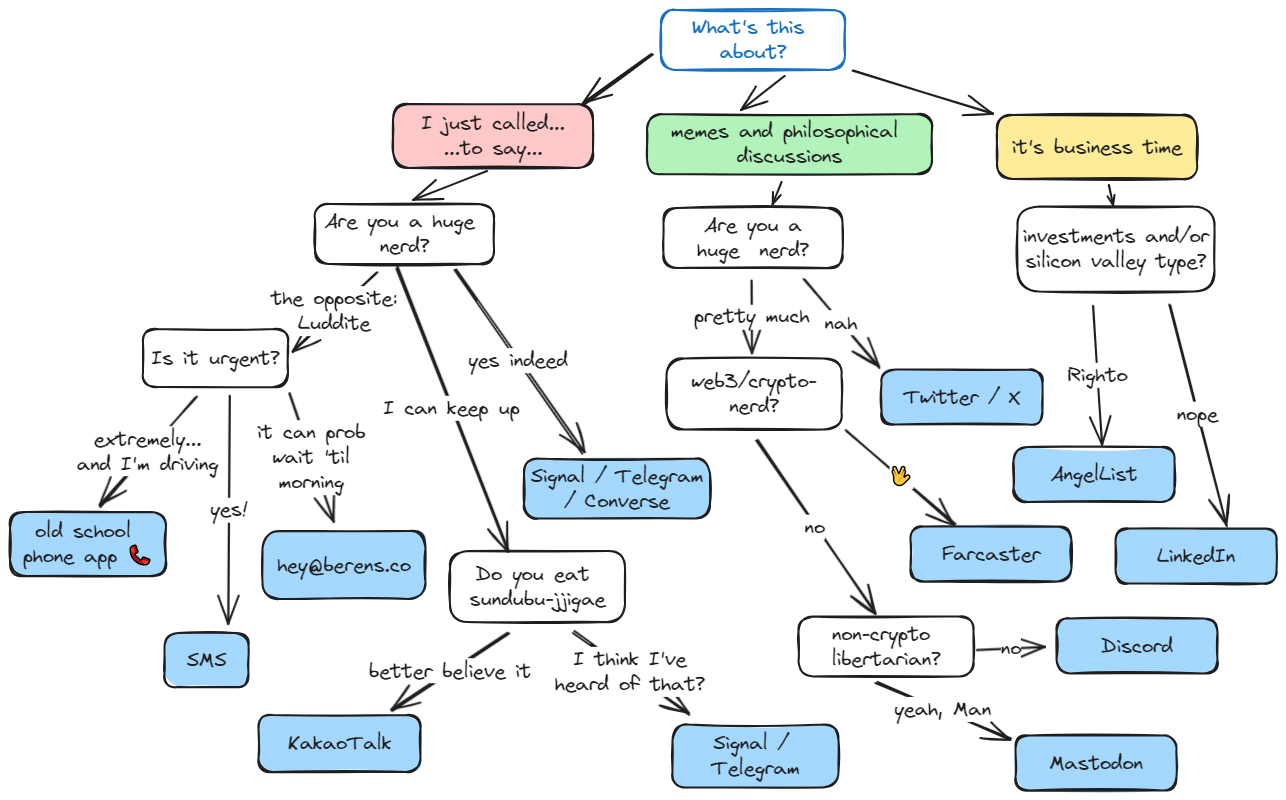 What's this
about?
I just called...
...to say...
memes and philosophical
discussions
it's business time
Are you a huge
nerd?
Are you a
huge nerd?
investments and/or
silicon valley type?
the opposite:
Luddite
pretty much
nah
Is it urgent?
yes indeed
web3/crypto-
nerd?
Righto
Twitter / X
I can keep up
nope
extremely...
and I'm driving
it can prob
wait 'til
morning
yes!
Signal / Telegram
/ Converse
AngelList
old school
phone app
no
hey@berens.co
Farcaster
LinkedIn
Do you eat
sundubu-jjigae
SMS
better believe it
I think I've
heard of that?
non-crypto
libertarian?
no
Discord
yeah, Man
KakaoTalk
Signal /
Telegram
Mastodon